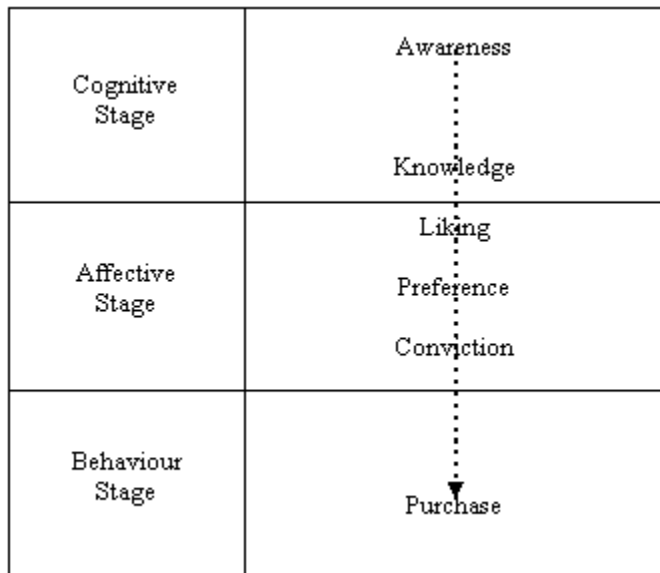 Awareness
Cognitive
Stage
Knowledge
Liking
Affective
Stage
Preference
Conviction
Behaviour
Stage
Purchase